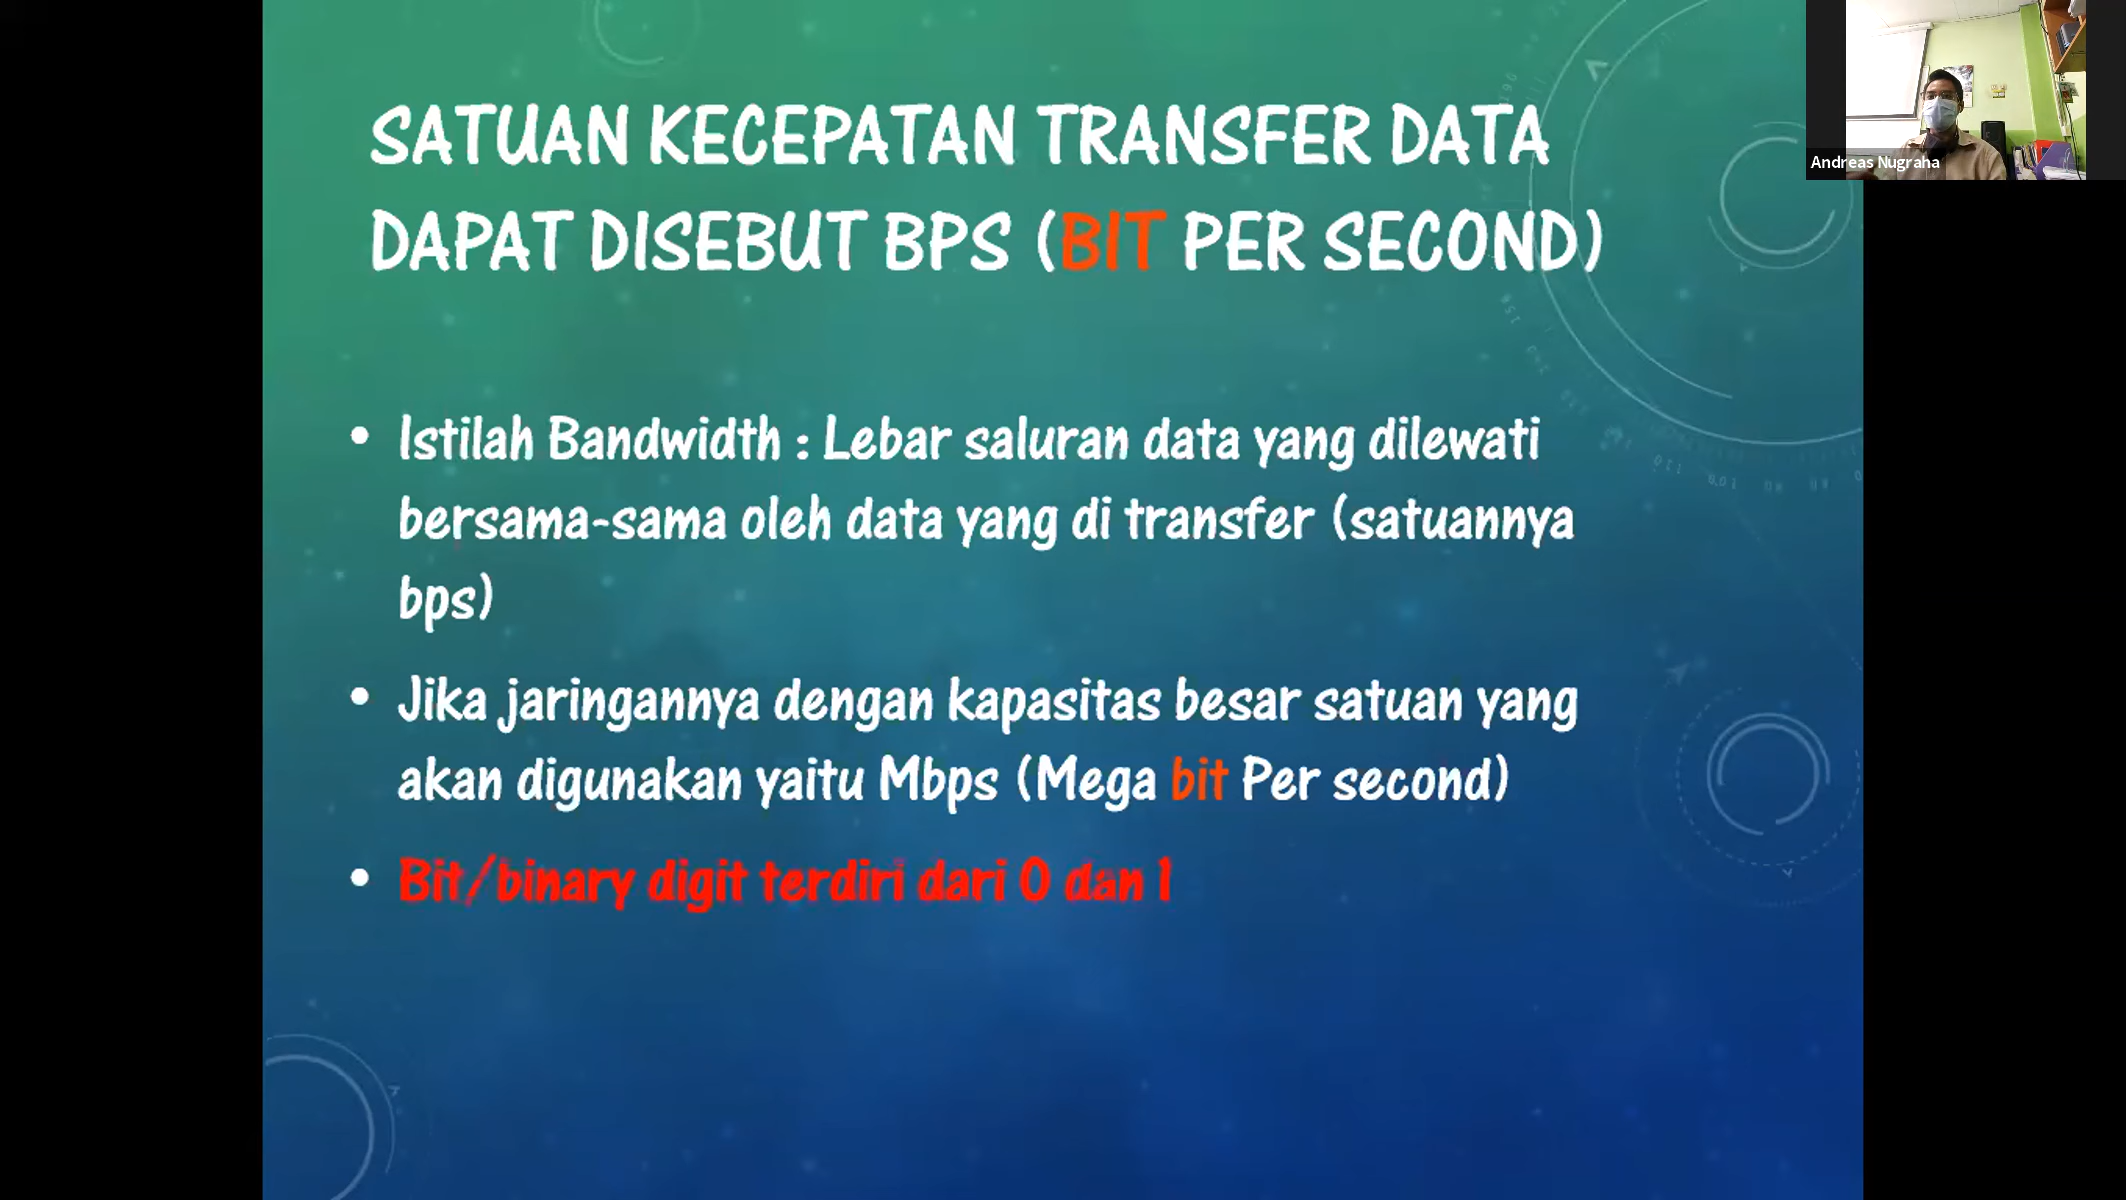 SATUAN KECEPATAN TRANSFER DATA
DAPAT DISEBUT BPS (BIT PER SECOND)
• Istilah Bandwidth : Lebar saluran data yang dilewati
bersama-sama oleh data yang di transfer (satuannya
bps)
• Jika jaringannya dengan kapasitas besar satuan yang
akan digunakan yaitu Mbps (Mega bit Per second)
• Bit/binary digit terdiri dari 0 dan 1
Andreas Nugraha